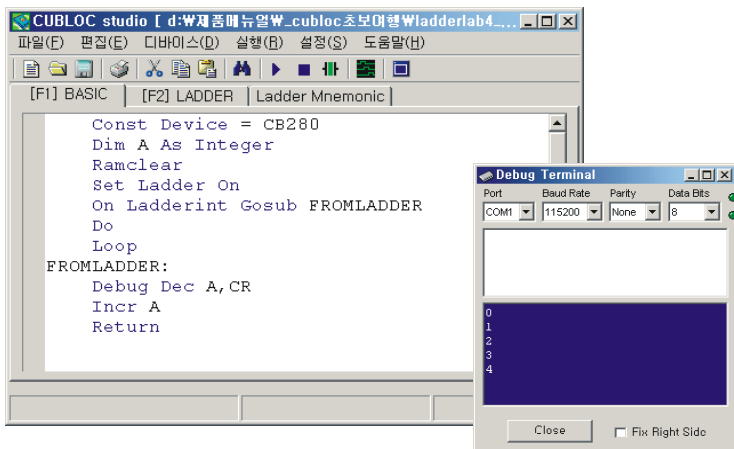 CUBLOC studio [ d:₩제품메뉴얼₩_cubloc초보여행₩ladderlab4_...
파일(F) 편집(E) 디바이스(D) 실행(R) 설정(S) 도움말(H)
[F1] BASIC [F2] LADDER Ladder Mnemonic
Const Device = CB280
Dim A As Integer
Ramclear
Set Ladder On
On Ladderint Gosub FROMLADDER
Do
Loop
FROMLADDER:
Debug Dec A,CR
Incr A
Return
Debug Terminal
Port Baud Rate Parity Data Bits
COM1 115200 None 8
0
1
2
3
4
Close Fix Right Side